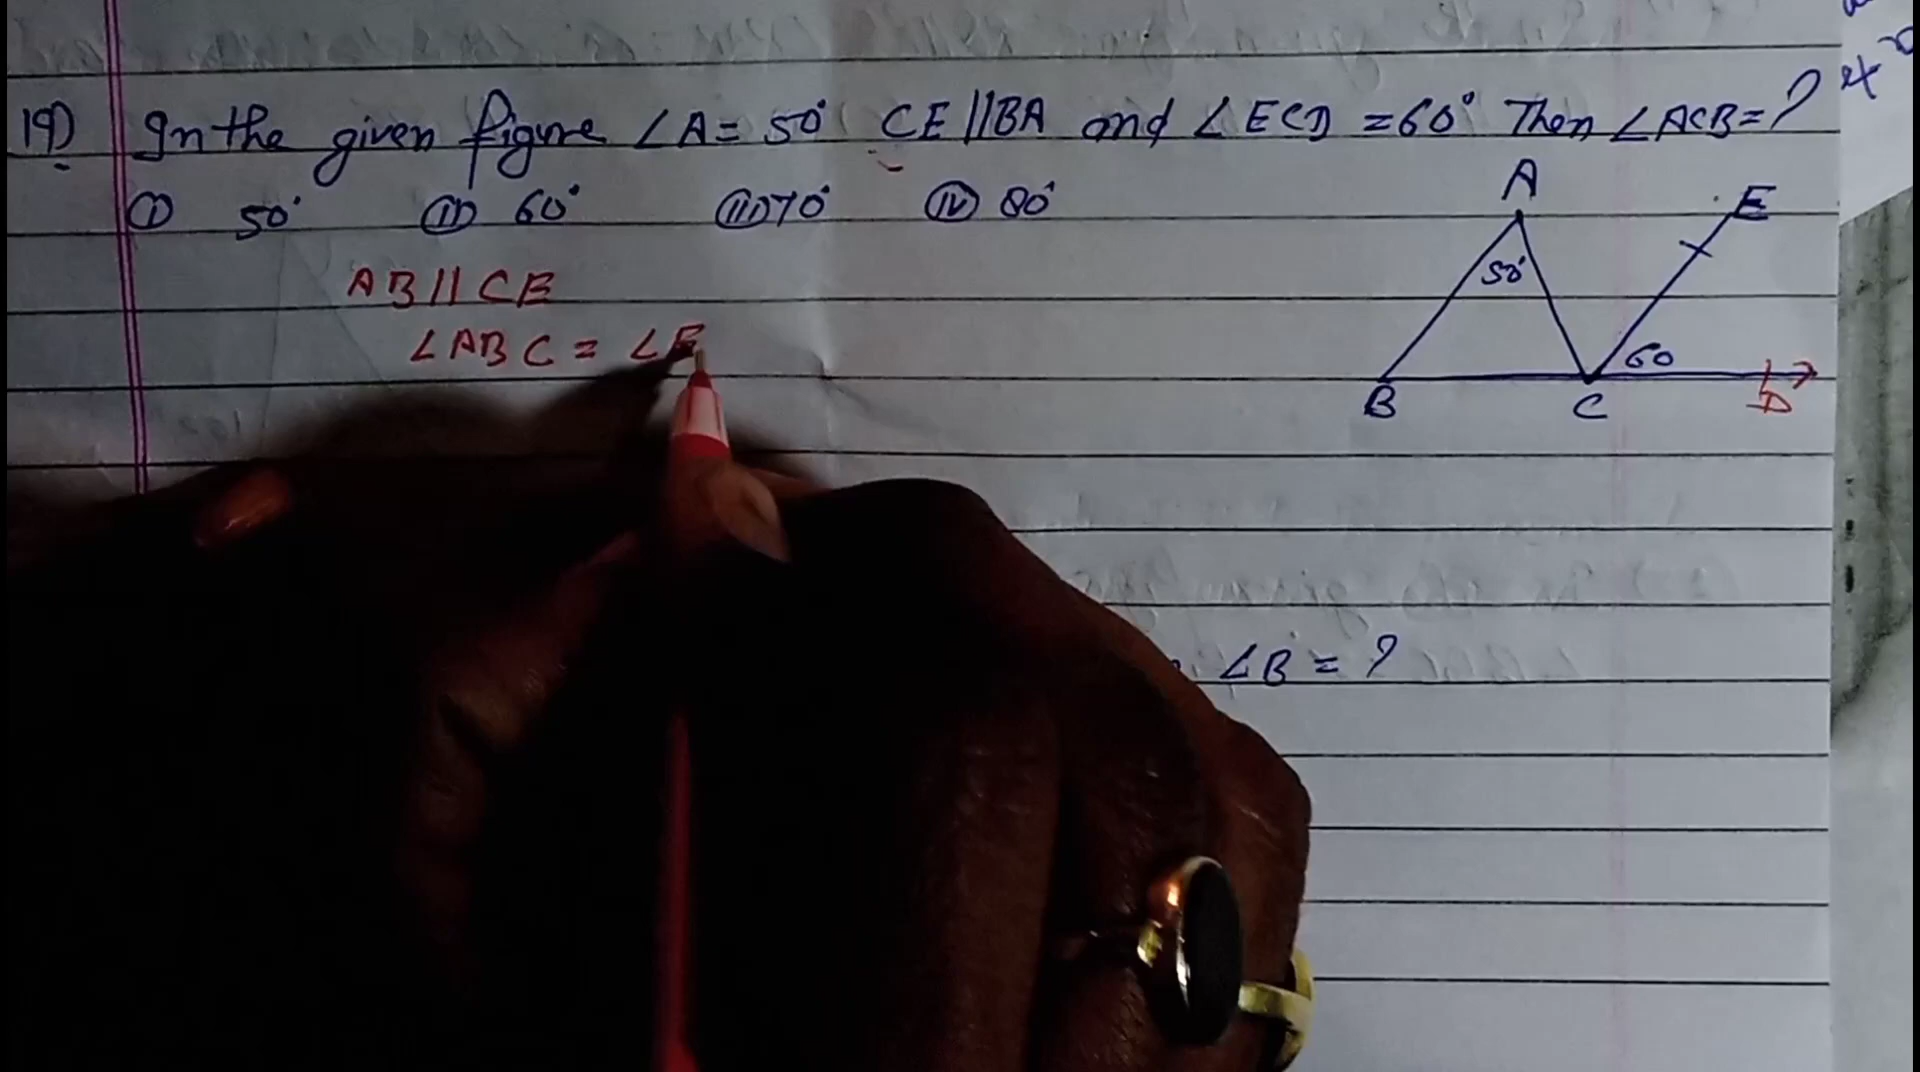 19) In the given figure ∠A = 50° CE || BA and ∠ECD = 60° Then ∠ACB = ?
(i) 50° (ii) 60° (iii) 70° (iv) 80°
A
E
50°
AB || CE
∠ABC = ∠E
60
B
C
D
∠B = ?